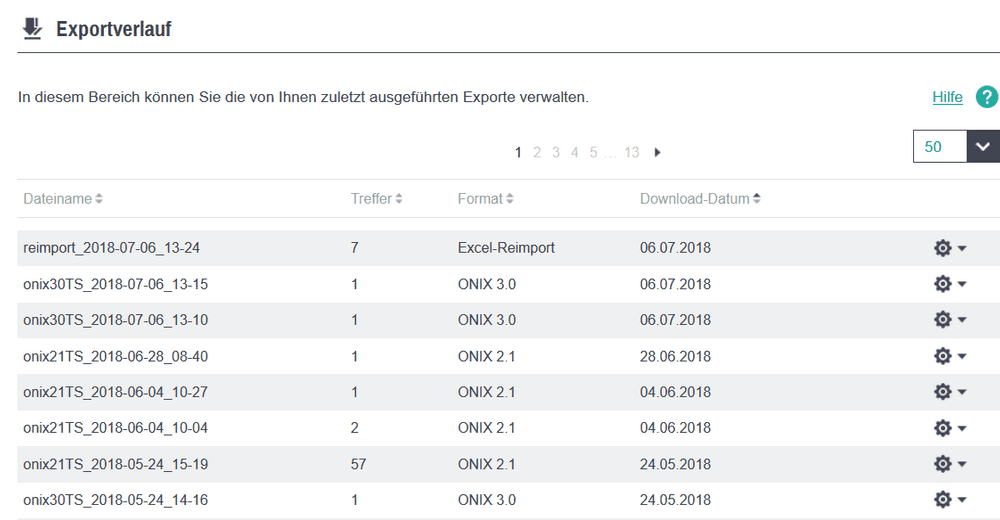 Exportverlauf
In diesem Bereich können Sie die von Ihnen zuletzt ausgeführten Exporte verwalten.
Hilfe ?
1 2 3 4 5 ... 13
50
Dateiname Treffer Format Download-Datum
reimport_2018-07-06_13-24 7 Excel-Reimport 06.07.2018
onix30TS_2018-07-06_13-15 1 ONIX 3.0 06.07.2018
onix30TS_2018-07-06_13-10 1 ONIX 3.0 06.07.2018
onix21TS_2018-06-28_08-40 1 ONIX 2.1 28.06.2018
onix21TS_2018-06-04_10-27 1 ONIX 2.1 04.06.2018
onix21TS_2018-06-04_10-04 2 ONIX 2.1 04.06.2018
onix21TS_2018-05-24_15-19 57 ONIX 2.1 24.05.2018
onix30TS_2018-05-24_14-16 1 ONIX 3.0 24.05.2018